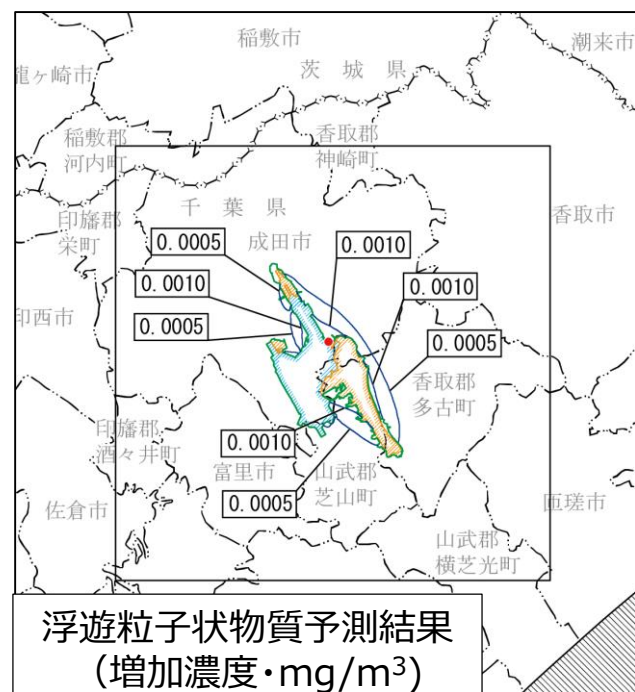 稲敷市
潮来市
龍ヶ崎市
茨城県
稲敷郡
河内町
香取郡
神崎町
千葉県
印旛郡
栄町
香取市
0.0005
成田市
0.0010
0.0010
0.0010
0.0005
0.0005
印西市
香取郡
多古町
印旛郡
酒々井町
0.0010
富里市
山武郡
芝山町
0.0005
佐倉市
匝瑳市
山武郡
横芝光町
浮遊粒子状物質予測結果
(増加濃度・mg/m³)